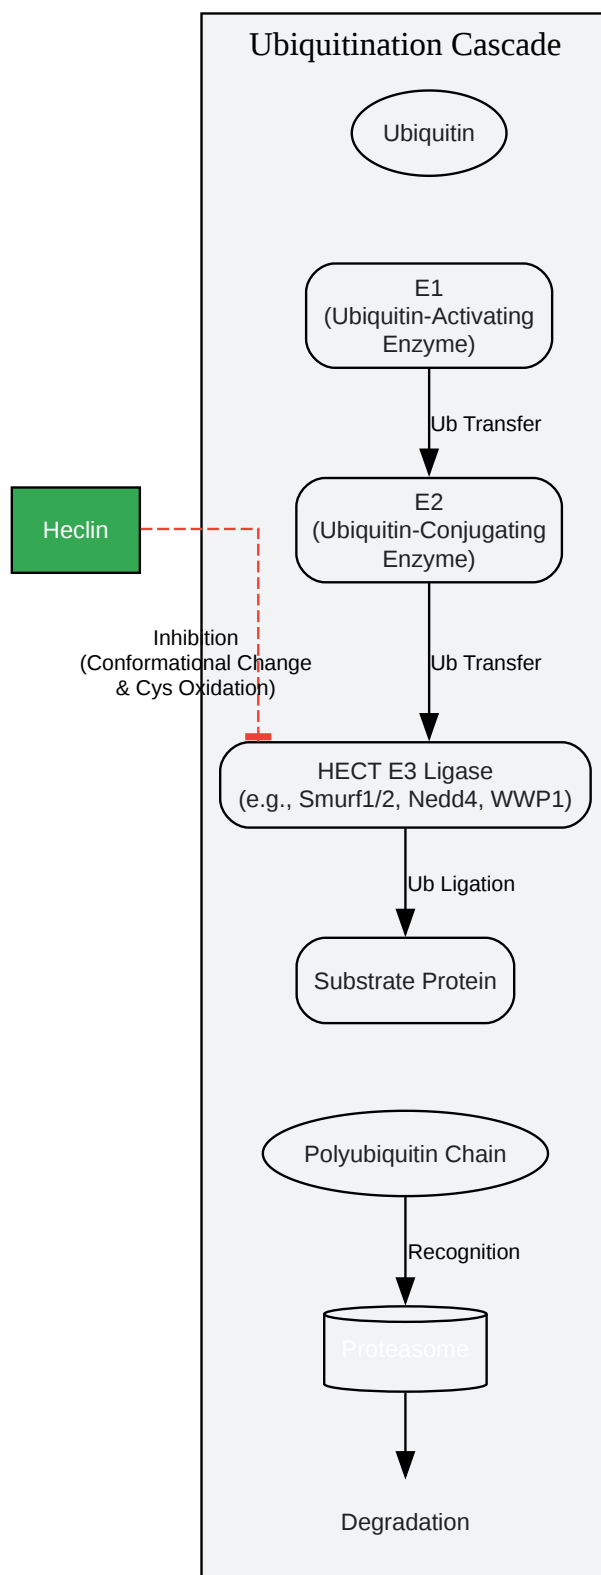 Ubiquitination Cascade
Ubiquitin
E1
(Ubiquitin-Activating
Enzyme)
Ub Transfer
E2
(Ubiquitin-Conjugating
Enzyme)
Heclin
Inhibition
(Conformational Change
& Cys Oxidation)
Ub Transfer
HECT E3 Ligase
(e.g., Smurf1/2, Nedd4, WWP1)
Ub Ligation
Substrate Protein
Polyubiquitin Chain
Recognition
Proteasome
Degradation